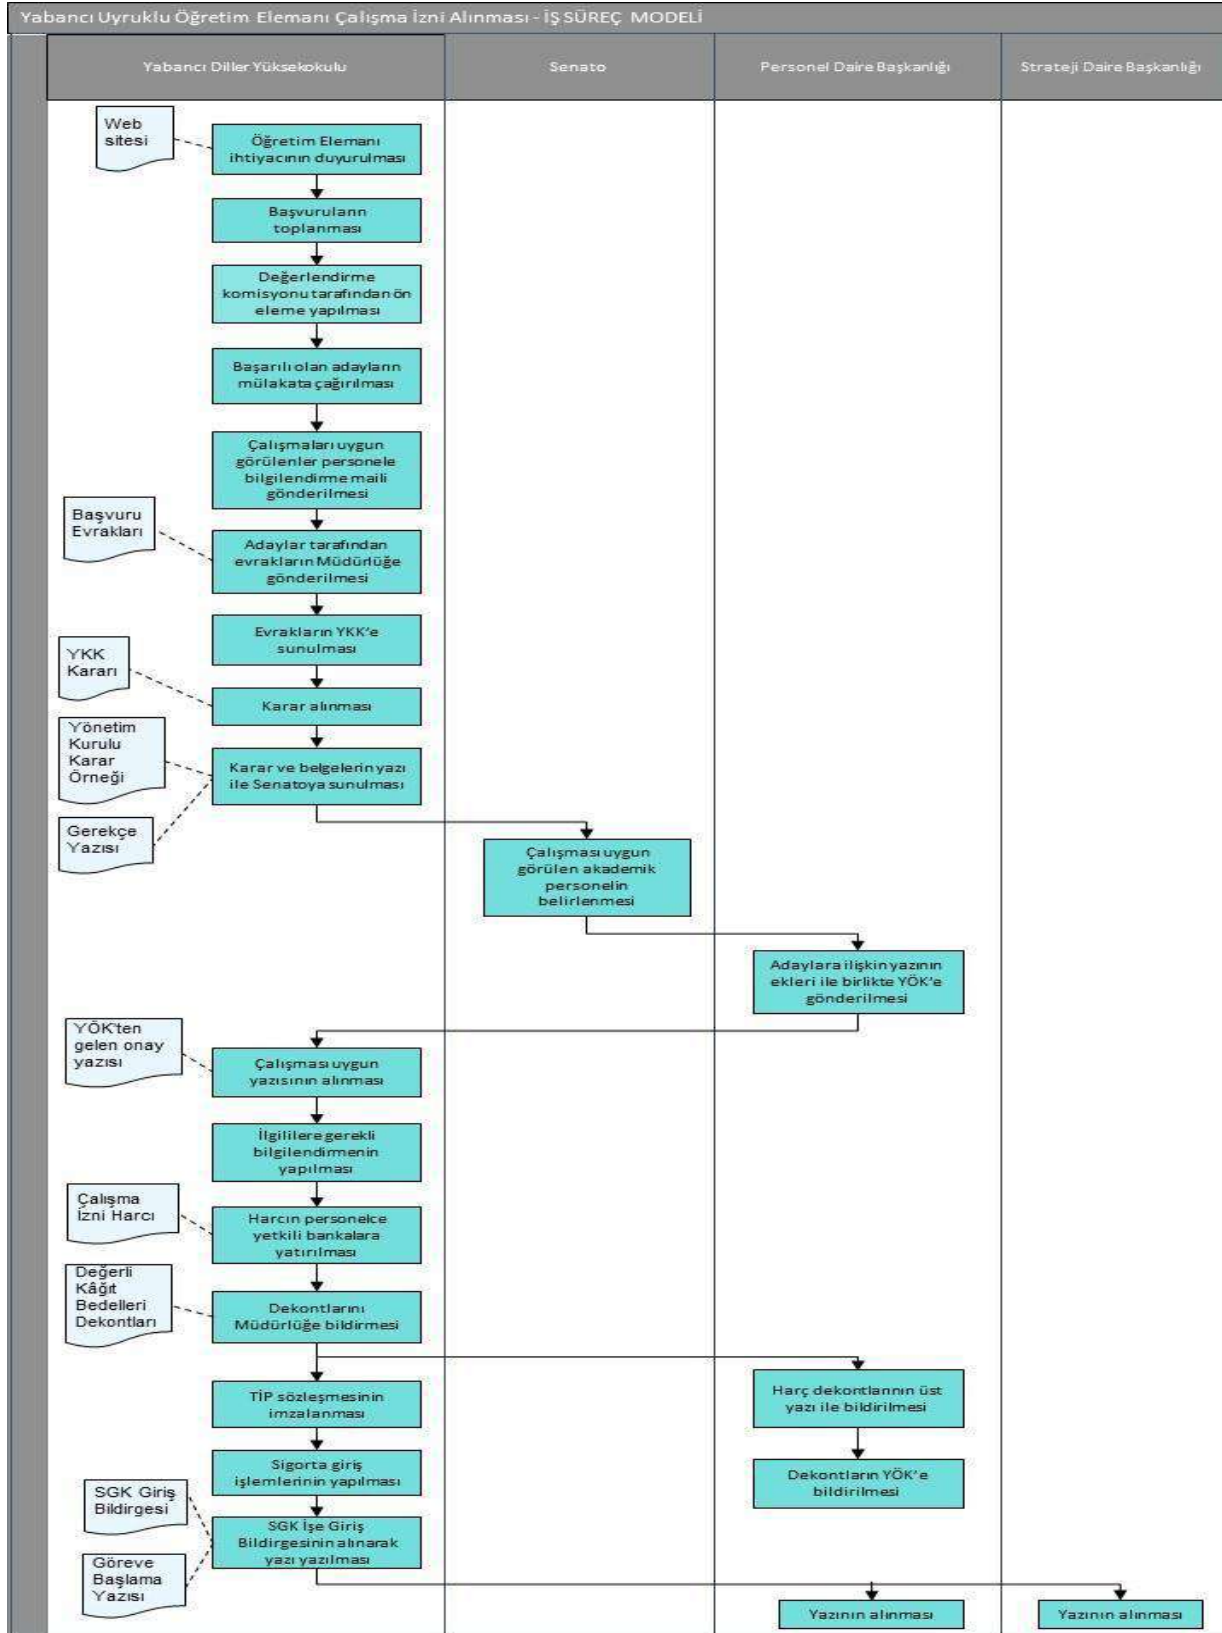 Yabancı Uyruklu Öğretim Elemanı Çalışma İzni Alınması - İŞ SÜREÇ MODELİ
Yabancı Diller Yüksekokulu
Senato
Personel Daire Başkanlığı
Strateji Daire Başkanlığı
Web
sitesi
Öğretim Elemanı
ihtiyacının duyurulması
Başvuruların
toplanması
Değerlendirme
komisyonu tarafından ön
eleme yapılması
Başarılı olan adayların
mülakata çağırılması
Çalışmaları uygun
görülenler personele
bilgilendirme maili
gönderilmesi
Başvuru
Evrakları
Adaylar tarafından
evrakların Müdürlüğe
gönderilmesi
Evrakların YKK'e
sunulması
YKK
Kararı
Karar alınması
Yönetim
Kurulu
Karar
Örneği
Karar ve belgelerin yazı
ile Senatoya sunulması
Gerekçe
Yazısı
Çalışması uygun
görülen akademik
personelin
belirlenmesi
Adaylara ilişkin yazının
ekleri ile birlikte YÖK'e
gönderilmesi
YÖK'ten
gelen onay
yazısı
Çalışması uygun
yazısının alınması
İlgililere gerekli
bilgilendirmenin
yapılması
Çalışma
İzni Harcı
Harcın personelce
yetkili bankalara
yatırılması
Değerli
Kâğıt
Bedelleri
Dekontları
Dekontlarını
Müdürlüğe bildirmesi
TİP sözleşmesinin
imzalanması
Harç dekontlarının üst
yazı ile bildirilmesi
Sigorta giriş
işlemlerinin yapılması
Dekontların YÖK'e
bildirilmesi
SGK Giriş
Bildirgesi
SGK İşe Giriş
Bildirgesinin alınarak
yazı yazılması
Göreve
Başlama
Yazısı
Yazının alınması
Yazının alınması